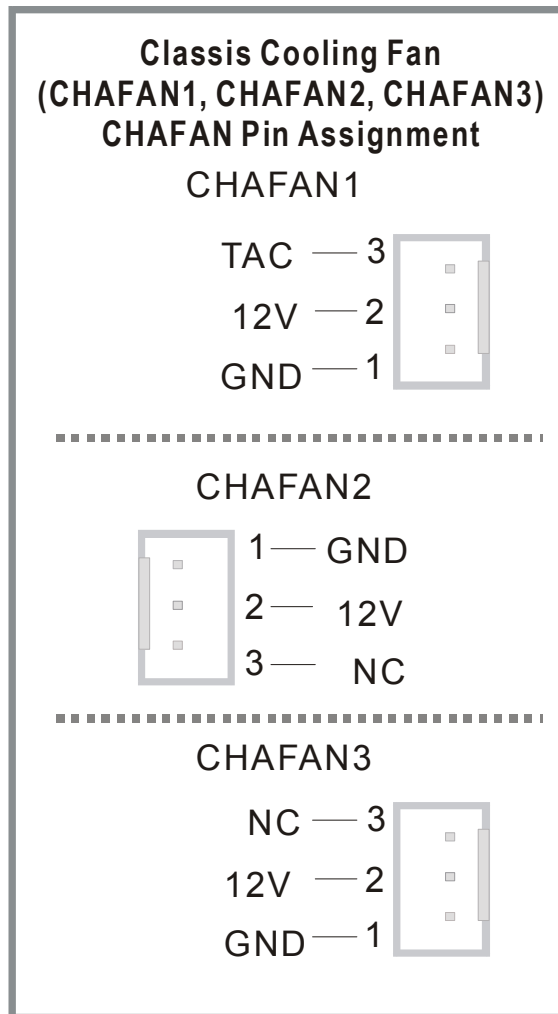 Classis Cooling Fan
(CHAFAN1, CHAFAN2, CHAFAN3)
CHAFAN Pin Assignment
CHAFAN1
TAC 3
12V 2
GND 1
CHAFAN2
1 GND
2 12V
3 NC
CHAFAN3
NC 3
12V 2
GND 1